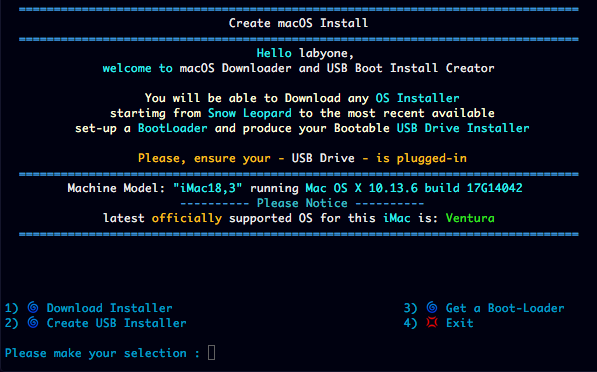 Create macOS Install
Hello labyone,
welcome to macOS Downloader and USB Boot Install Creator
You will be able to Download any OS Installer
starting from Snow Leopard to the most recent available
set-up a BootLoader and produce your Bootable USB Drive Installer
Please, ensure your - USB Drive - is plugged-in
Machine Model: "iMac18,3" running Mac OS X 10.13.6 build 17G14042
---------- Please Notice ----------
latest officially supported OS for this iMac is: Ventura
1) 🌀 Download Installer 3) 🌀 Get a Boot-Loader
2) 🌀 Create USB Installer 4) 💢 Exit
Please make your selection :